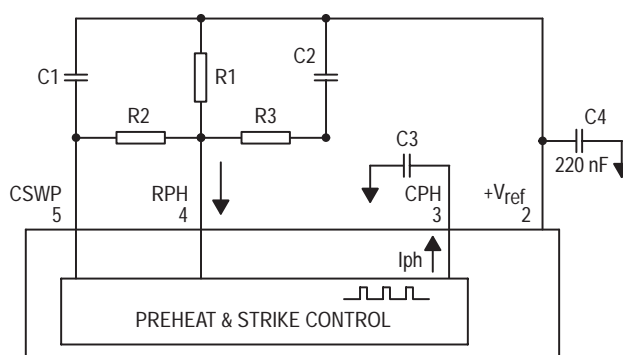 C1
R1
C2
R2
R3
C3
C4
220 nF
CSWP
5
RPH
4
CPH
3
+Vref
2
Iph
PREHEAT & STRIKE CONTROL